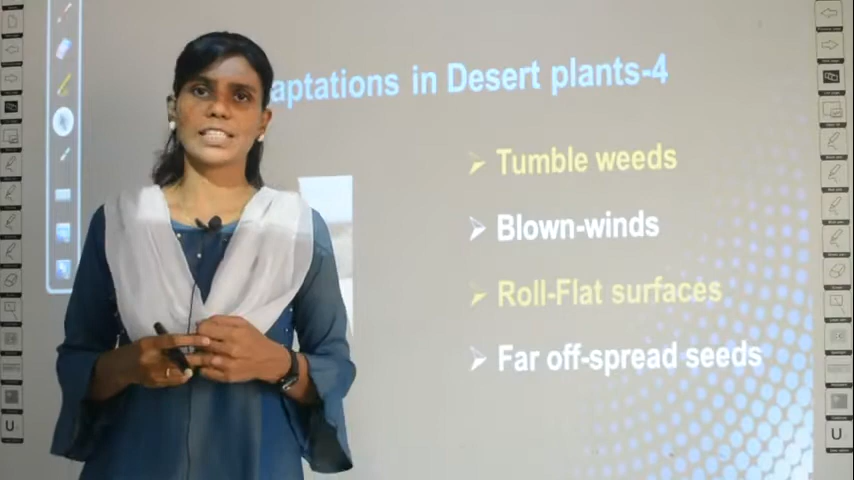 aptations in Desert plants-4
Tumble weeds
Blown-winds
Roll-Flat surfaces
Far off-spread seeds